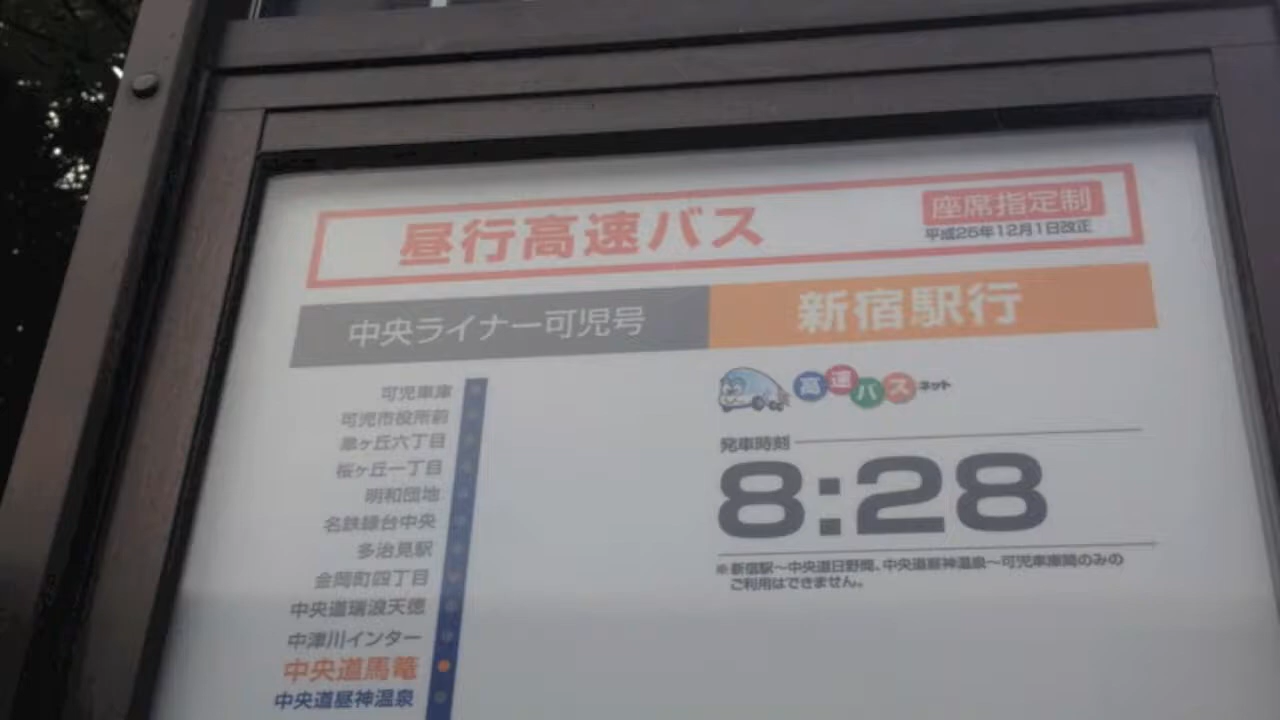 昼行高速バス
座席指定制
平成25年12月1日改正
中央ライナー可児号
新宿駅行
可児車庫
可児市役所前
桜ヶ丘一丁目
明和団地
名鉄緑台中央
多治見駅
金岡町四丁目
中央道瑞浪天徳
中津川インター
中央道馬籠
中央道昼神温泉
高速バスネット
発車時刻
8:28
※新宿駅～中央道日野間、中央道昼神温泉～可児車庫間のみの
ご利用はできません。